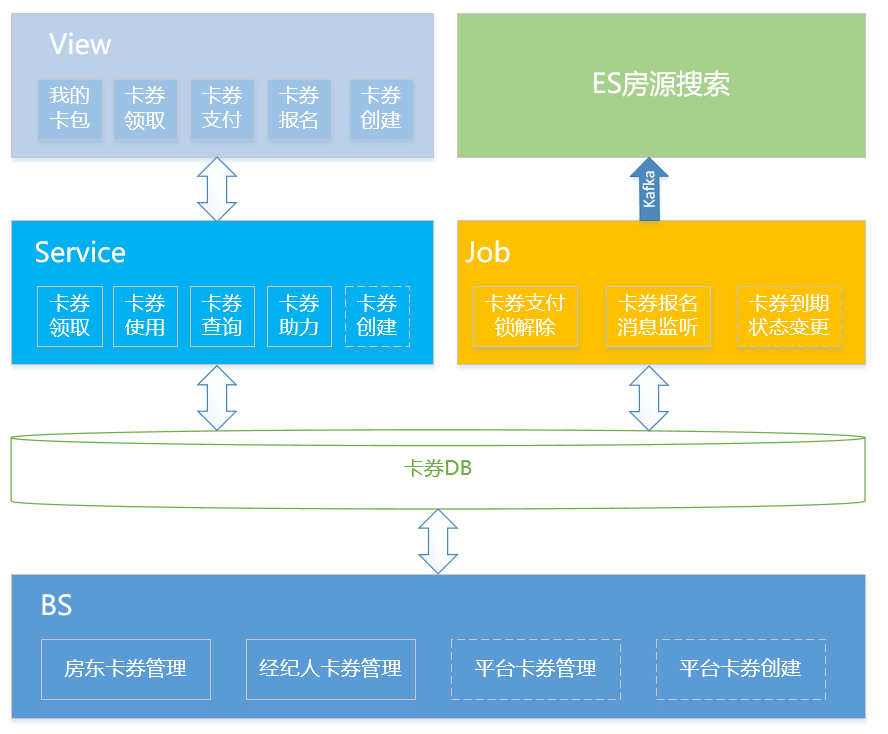 View
我的
卡包
卡券
领取
卡券
支付
卡券
报名
卡券
创建
ES房源搜索
Kafka
Service
卡券
领取
卡券
使用
卡券
查询
卡券
助力
卡券
创建
Job
卡券支付
锁解除
卡券报名
消息监听
卡券到期
状态变更
卡券DB
BS
房东卡券管理
经纪人卡券管理
平台卡券管理
平台卡券创建